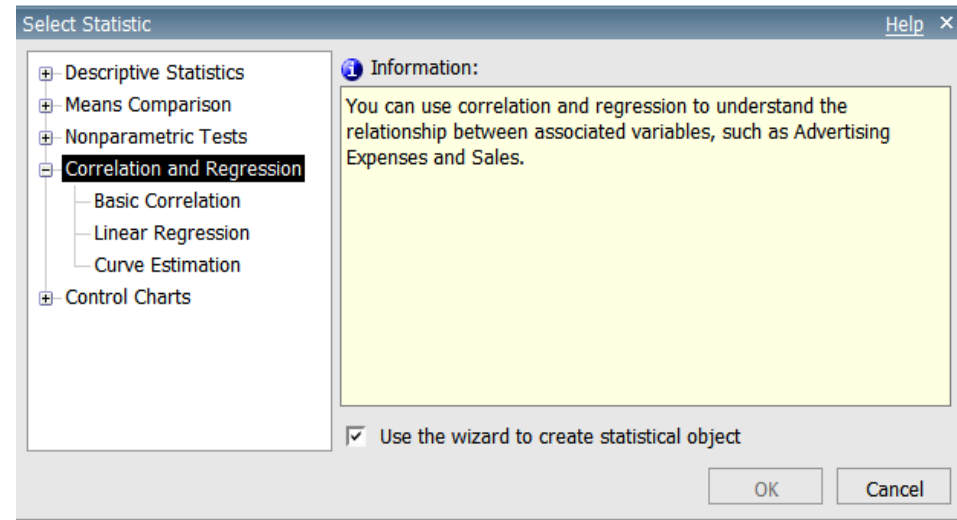 Select Statistic
Help
Descriptive Statistics
Means Comparison
Nonparametric Tests
Correlation and Regression
Basic Correlation
Linear Regression
Curve Estimation
Control Charts
Information:
You can use correlation and regression to understand the
relationship between associated variables, such as Advertising
Expenses and Sales.
Use the wizard to create statistical object
OK
Cancel